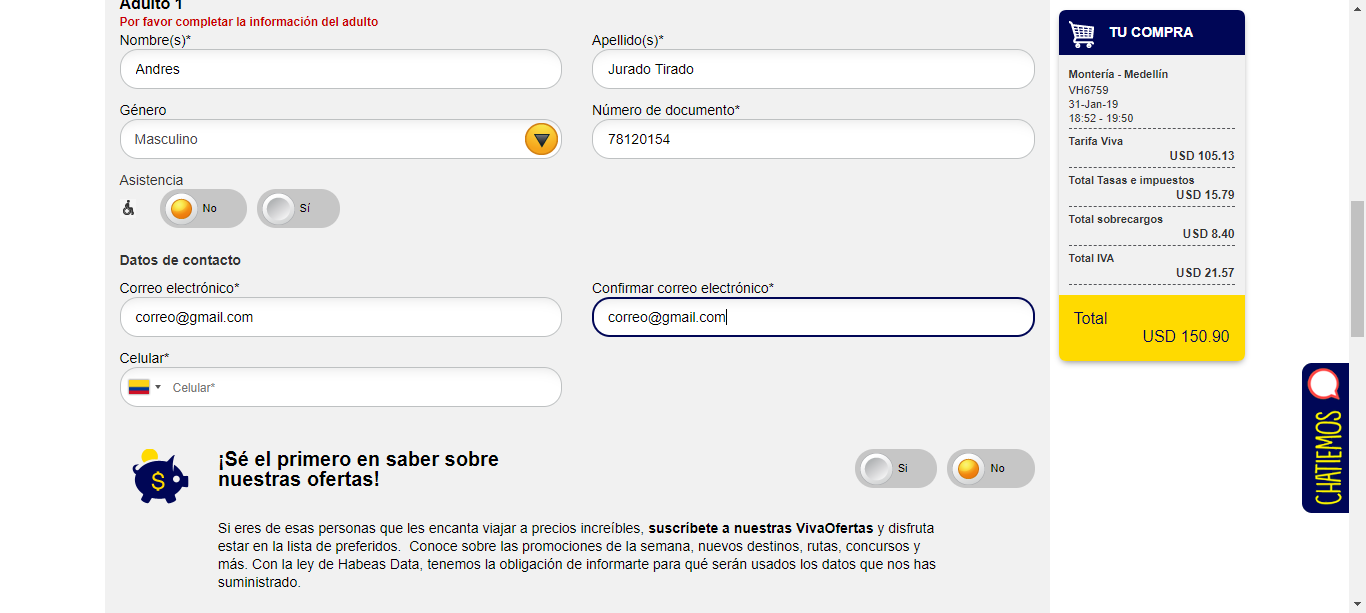 Adulto 1
Por favor completar la información del adulto
Nombre(s)*
Apellido(s)*
Andres
Jurado Tirado
Género
Número de documento*
Masculino
78120154
Asistencia
No
Sí
Datos de contacto
Correo electrónico*
Confirmar correo electrónico*
correo@gmail.com
correo@gmail.com
Celular*
Celular*
$
¡Sé el primero en saber sobre
nuestras ofertas!
Si
No
Si eres de esas personas que les encanta viajar a precios increíbles, suscríbete a nuestras VivaOfertas y disfruta
estar en la lista de preferidos. Conoce sobre las promociones de la semana, nuevos destinos, rutas, concursos y
más. Con la ley de Habeas Data, tenemos la obligación de informarte para qué serán usados los datos que nos has
suministrado.
TU COMPRA
Montería - Medellín
VH6759
31-Jan-19
18:52 - 19:50
Tarifa Viva
USD 105.13
Total Tasas e impuestos
USD 15.79
Total sobrecargos
USD 8.40
Total IVA
USD 21.57
Total
USD 150.90
CHATIEMOS